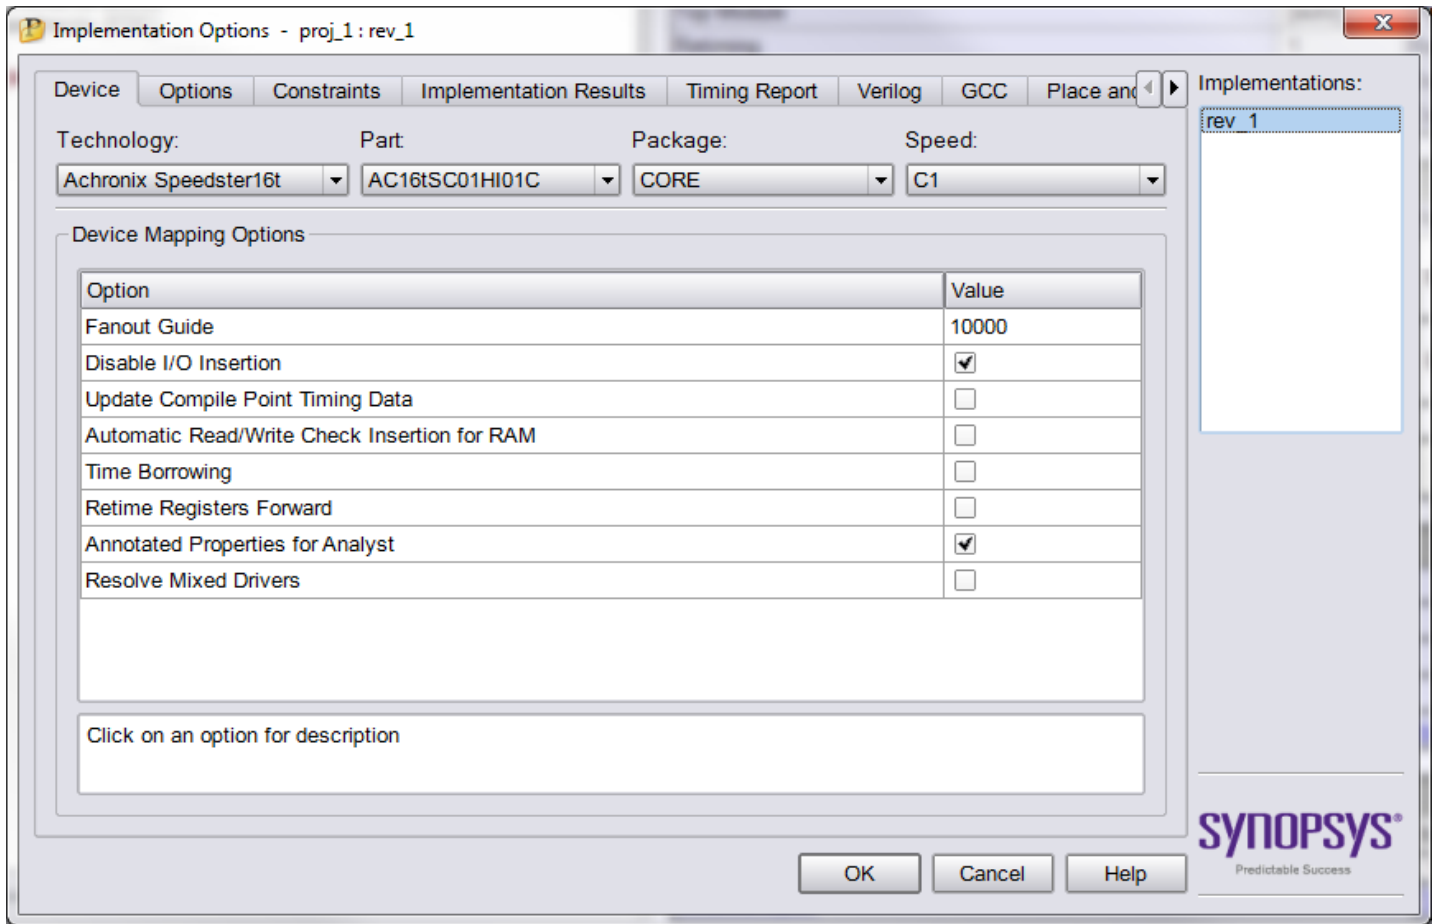 Implementation Options - proj_1 : rev_1
Device Options Constraints Implementation Results Timing Report Verilog GCC Place and
Implementations:
rev_1
Technology: Part: Package: Speed:
Achronix Speedster16t AC16tSC01HI01C CORE C1
Device Mapping Options
Option Value
Fanout Guide 10000
Disable I/O Insertion
Update Compile Point Timing Data
Automatic Read/Write Check Insertion for RAM
Time Borrowing
Retime Registers Forward
Annotated Properties for Analyst
Resolve Mixed Drivers
Click on an option for description
SYNOPSYS®
Predictable Success
OK Cancel Help